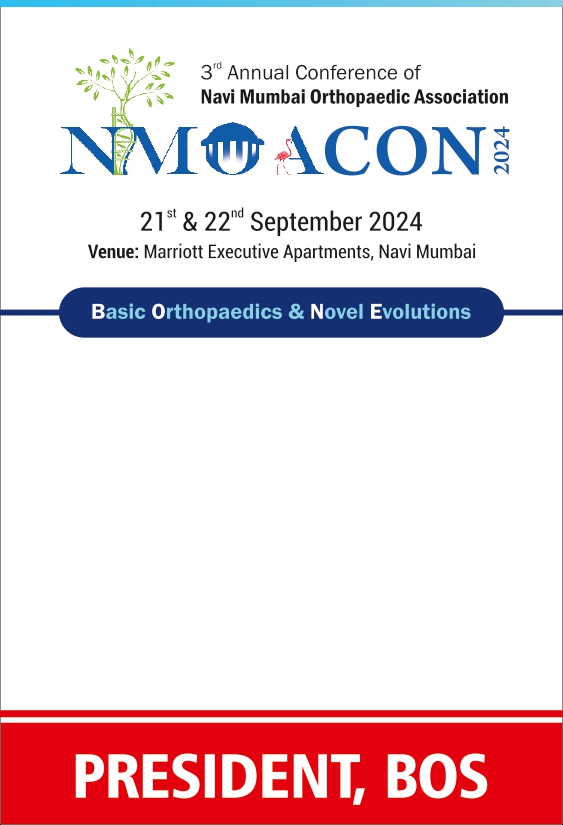 3rd Annual Conference of
Navi Mumbai Orthopaedic Association
NMOACON 2024
21st & 22nd September 2024
Venue: Marriott Executive Apartments, Navi Mumbai
Basic Orthopaedics & Novel Evolutions
PRESIDENT, BOS